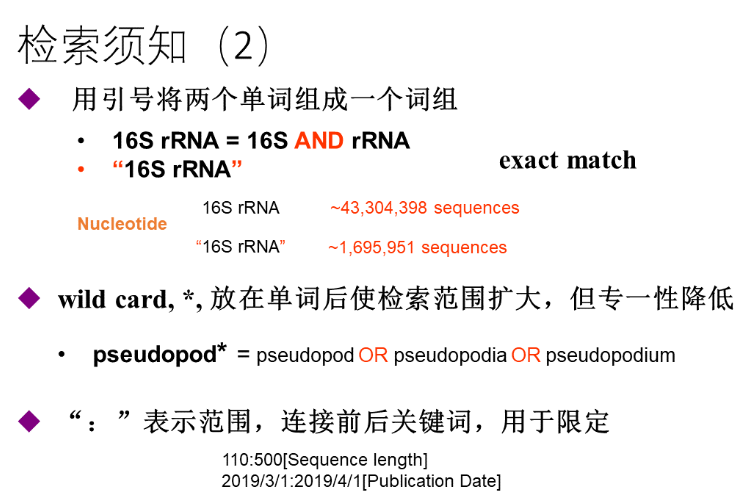 检索须知（2）
◆ 用引号将两个单词组成一个词组
• 16S rRNA = 16S AND rRNA
• “16S rRNA”
exact match
Nucleotide
16S rRNA ~43,304,398 sequences
“16S rRNA” ~1,695,951 sequences
◆ wild card, *, 放在单词后使检索范围扩大，但专一性降低
• pseudopod* = pseudopod OR pseudopodia OR pseudopodium
◆ “：”表示范围，连接前后关键词，用于限定
110:500[Sequence length]
2019/3/1:2019/4/1[Publication Date]